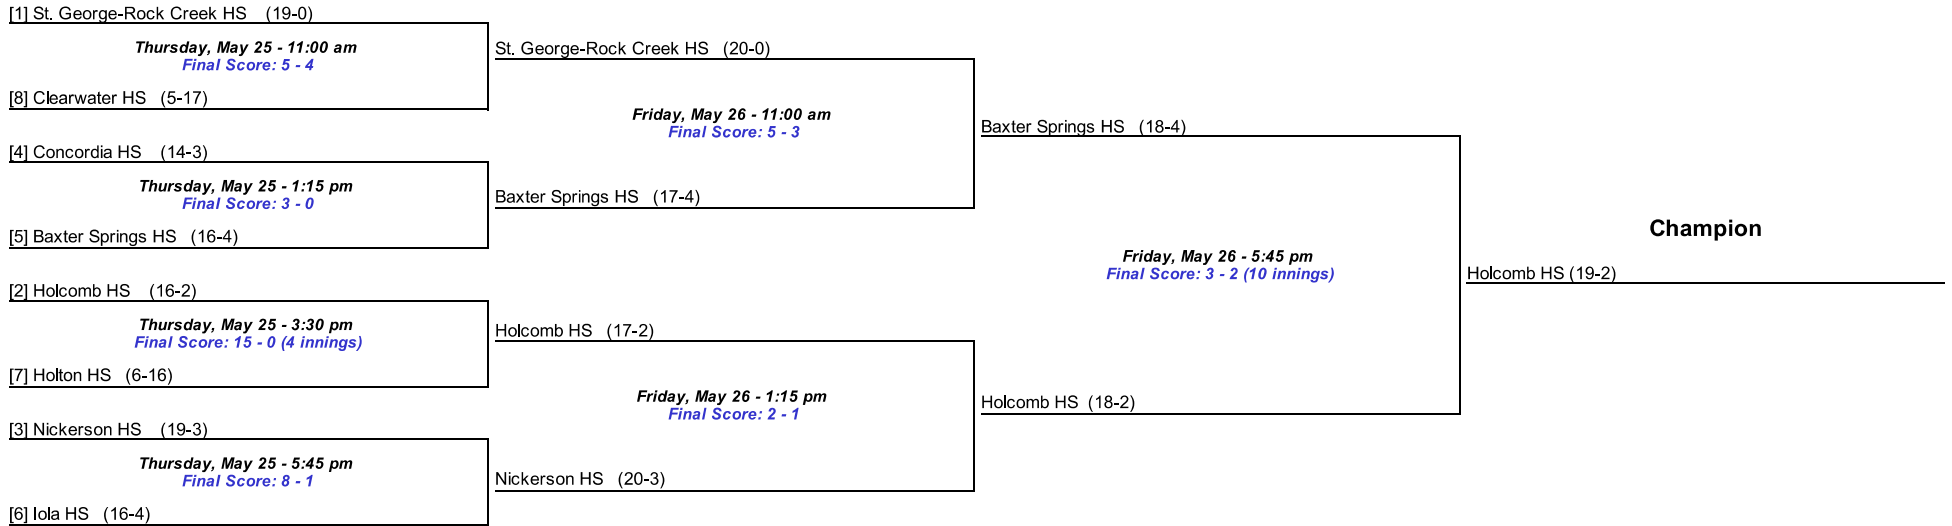 [1] St. George-Rock Creek HS (19-0)
Thursday, May 25 - 11:00 am
Final Score: 5 - 4
[8] Clearwater HS (5-17)
[4] Concordia HS (14-3)
Thursday, May 25 - 1:15 pm
Final Score: 3 - 0
[5] Baxter Springs HS (16-4)
[2] Holcomb HS (16-2)
Thursday, May 25 - 3:30 pm
Final Score: 15 - 0 (4 innings)
[7] Holton HS (6-16)
[3] Nickerson HS (19-3)
Thursday, May 25 - 5:45 pm
Final Score: 8 - 1
[6] Iola HS (16-4)
St. George-Rock Creek HS (20-0)
Friday, May 26 - 11:00 am
Final Score: 5 - 3
Baxter Springs HS (17-4)
Holcomb HS (17-2)
Friday, May 26 - 1:15 pm
Final Score: 2 - 1
Nickerson HS (20-3)
Baxter Springs HS (18-4)
Friday, May 26 - 5:45 pm
Final Score: 3 - 2 (10 innings)
Holcomb HS (18-2)
Champion
Holcomb HS (19-2)